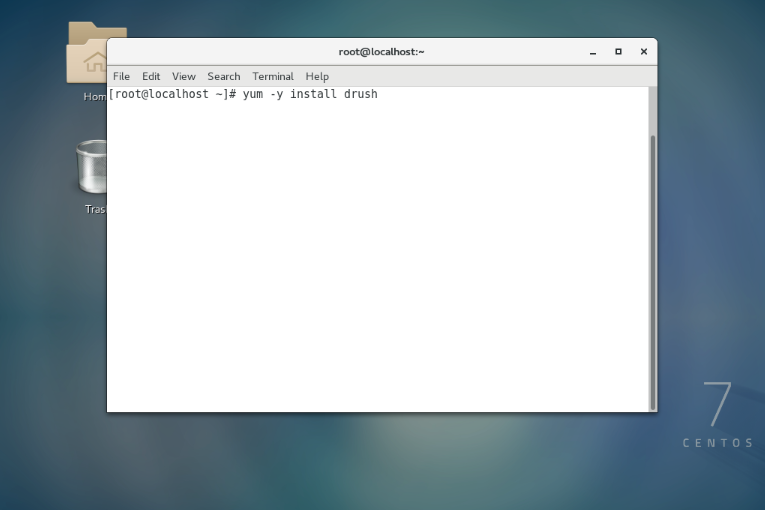 root@localhost:~
File Edit View Search Terminal Help
[root@localhost ~]# yum -y install drush
Hom
Tras
7
CENTOS